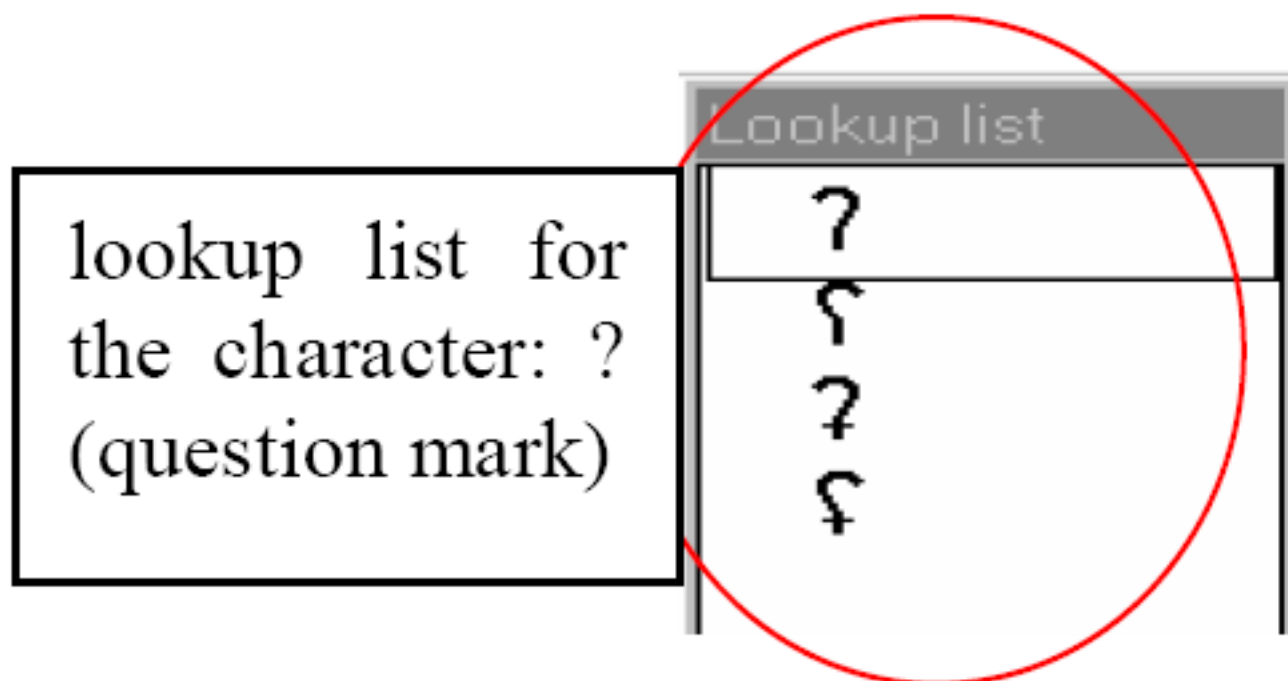 lookup list for
the character: ?
(question mark)
Lookup list
ʔ
ʕ
ʡ
ʢ